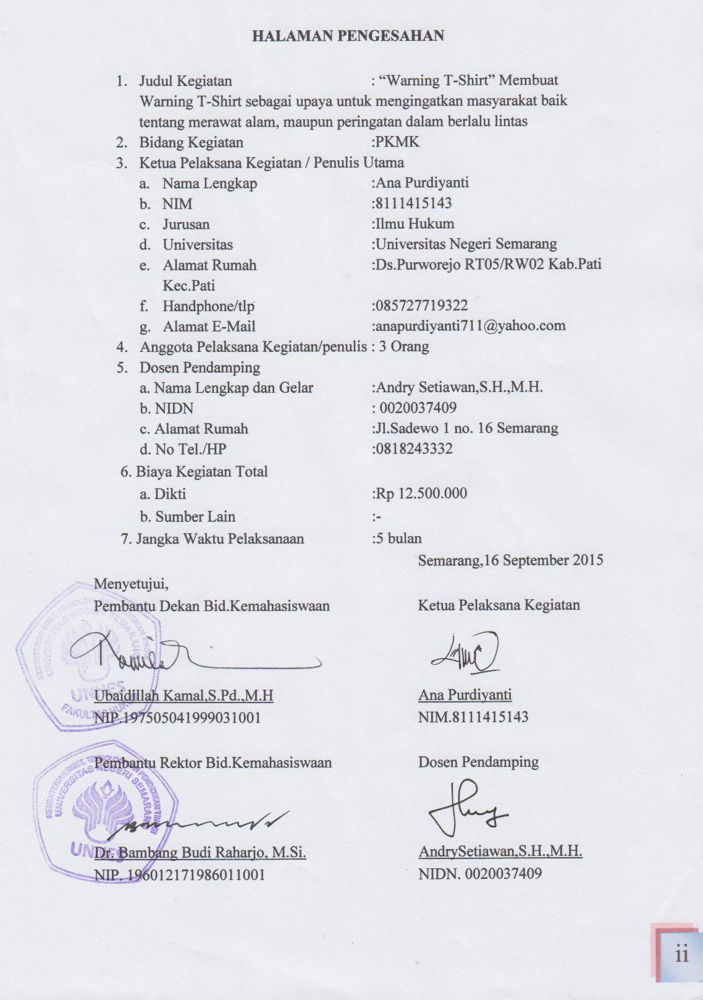 HALAMAN PENGESAHAN
1. Judul Kegiatan : “Warning T-Shirt” Membuat
Warning T-Shirt sebagai upaya untuk mengingatkan masyarakat baik
tentang merawat alam, maupun peringatan dalam berlalu lintas
2. Bidang Kegiatan :PKMK
3. Ketua Pelaksana Kegiatan / Penulis Utama
a. Nama Lengkap :Ana Purdiyanti
b. NIM :8111415143
c. Jurusan :Ilmu Hukum
d. Universitas :Universitas Negeri Semarang
e. Alamat Rumah :Ds.Purworejo RT05/RW02 Kab.Pati
Kec.Pati
f. Handphone/tlp :085727719322
g. Alamat E-Mail :anapurdiyanti711@yahoo.com
4. Anggota Pelaksana Kegiatan/penulis : 3 Orang
5. Dosen Pendamping
a. Nama Lengkap dan Gelar :Andry Setiawan,S.H.,M.H.
b. NIDN : 0020037409
c. Alamat Rumah :Jl.Sadewo 1 no. 16 Semarang
d. No Tel./HP :0818243332
6. Biaya Kegiatan Total
a. Dikti :Rp 12.500.000
b. Sumber Lain :-
7. Jangka Waktu Pelaksanaan :5 bulan
Semarang,16 September 2015
Menyetujui,
Pembantu Dekan Bid.Kemahasiswaan Ketua Pelaksana Kegiatan
KEMENTERIAN RISET, TEKNOLOGI DAN PENDIDIKAN TINGGI
UNIVERSITAS NEGERI SEMARANG
UNNES
FAKULTAS HUKUM
Ubaidillah Kamal,S.Pd.,M.H Ana Purdiyanti
NIP.197505041999031001 NIM.8111415143
Pembantu Rektor Bid.Kemahasiswaan Dosen Pendamping
KEMENTERIAN RISET, TEKNOLOGI DAN PENDIDIKAN TINGGI
UNIVERSITAS NEGERI SEMARANG
UNNES
Dr. Bambang Budi Raharjo, M.Si. AndrySetiawan,S.H.,M.H.
NIP. 196012171986011001 NIDN. 0020037409
ii